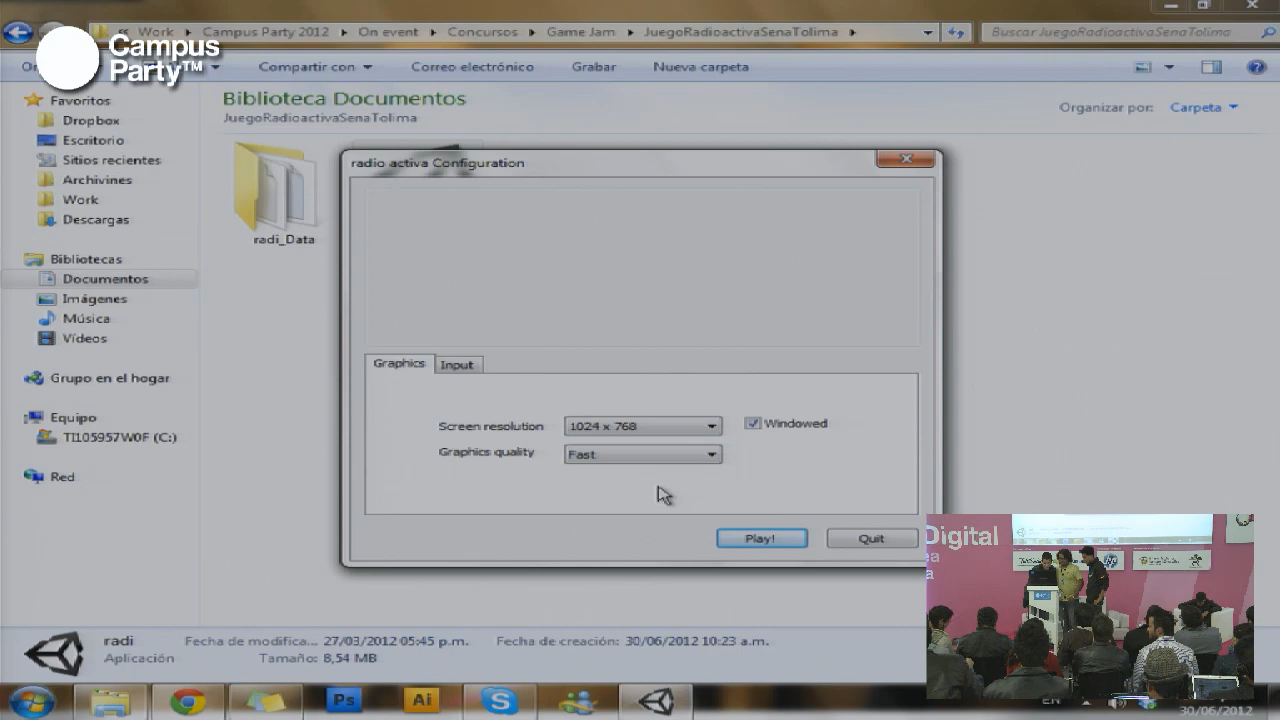 Campus
Party™
Work ▸ Campus Party 2012 ▸ On event ▸ Concursos ▸ Game Jam ▸ JuegoRadioactivaSenaTolima ▸
Buscar JuegoRadioactivaSenaTolima
Compartir con
Correo electrónico
Grabar
Nueva carpeta
Favoritos
Dropbox
Escritorio
Sitios recientes
Archivines
Work
Descargas
Bibliotecas
Documentos
Imágenes
Música
Vídeos
Grupo en el hogar
Equipo
TI105957W0F (C:)
Red
Biblioteca Documentos
JuegoRadioactivaSenaTolima
Organizar por: Carpeta
radi_Data
radio activa Configuration
Graphics
Input
Screen resolution
1024 x 768
Windowed
Graphics quality
Fast
Play!
Quit
Digital
hp
radi
Aplicación
Fecha de modifica... 27/03/2012 05:45 p.m.
Tamaño: 8,54 MB
Fecha de creación: 30/06/2012 10:23 a.m.
Ps
Ai
S
EN
30/06/2012